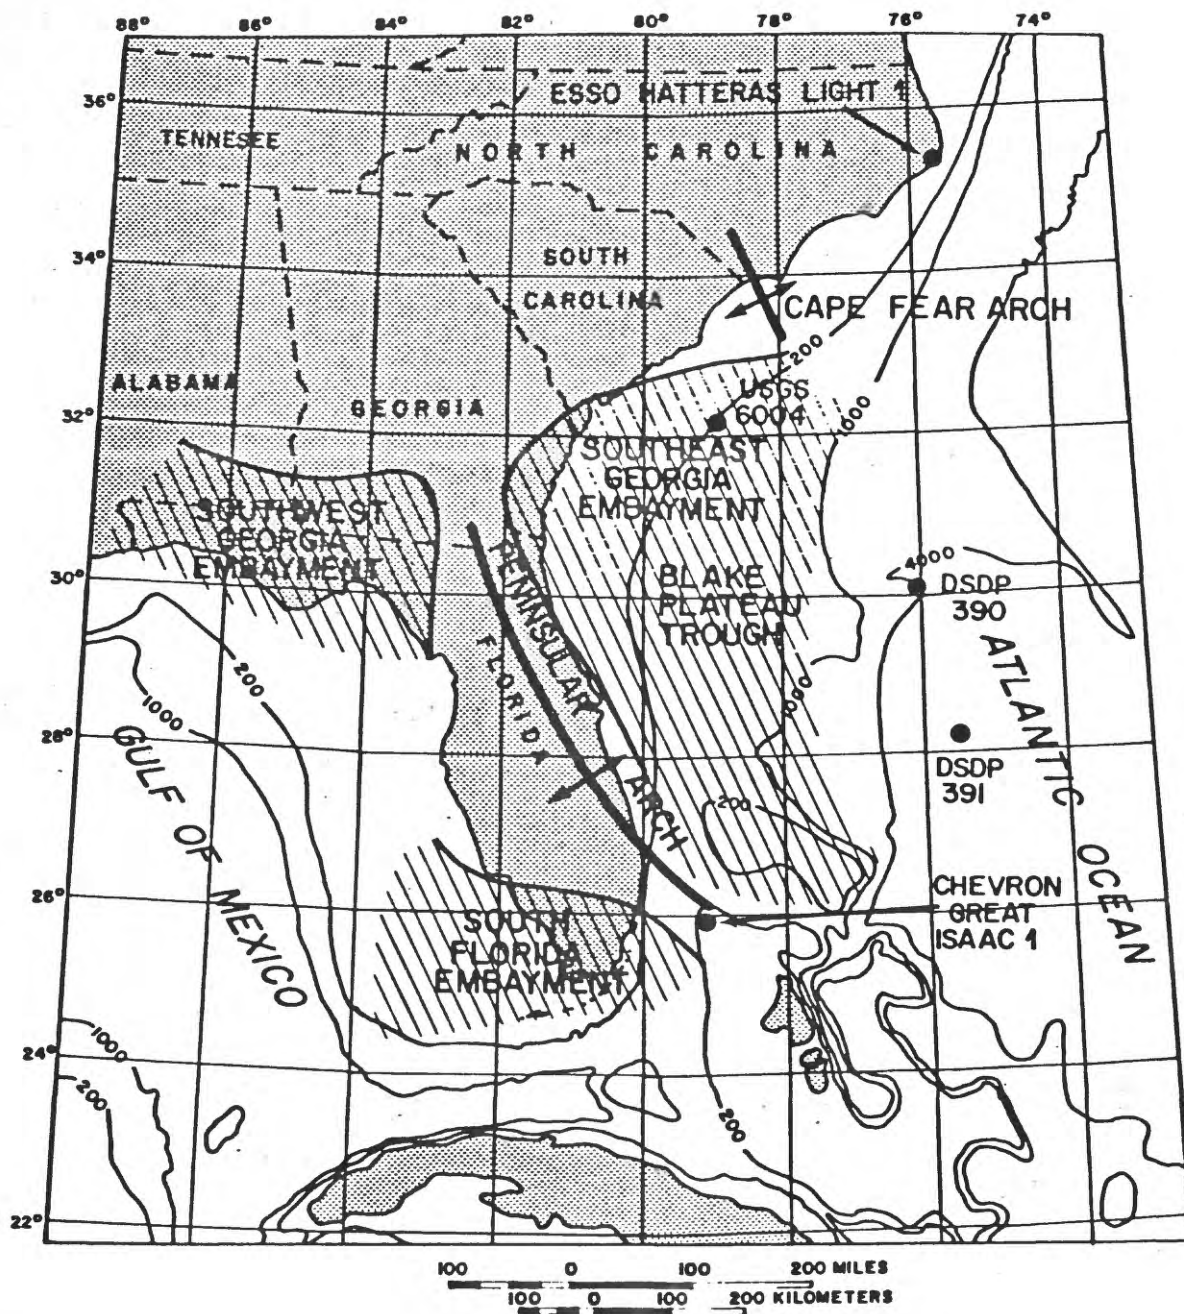 88° 86° 84° 82° 80° 78° 76° 74°
36°
34°
32°
30°
28°
26°
24°
22°
ESSO HATTERAS LIGHT 1
TENNESEE
NORTH CAROLINA
SOUTH
CAROLINA
CAPE FEAR ARCH
200
1000
ALABAMA
GEORGIA
USGS
6004
SOUTHEAST
GEORGIA
EMBAYMENT
SOUTHWEST
GEORGIA
EMBAYMENT
BLAKE
PLATEAU
TROUGH
4000
DSDP
390
PENINSULAR ARCH
FLORIDA
ATLANTIC OCEAN
200
1000
1000
GULF OF MEXICO
DSDP
391
200
CHEVRON
GREAT
ISAAC 1
SOUTH
FLORIDA
EMBAYMENT
1000
200
200
100 0 100 200 MILES
100 0 100 200 KILOMETERS